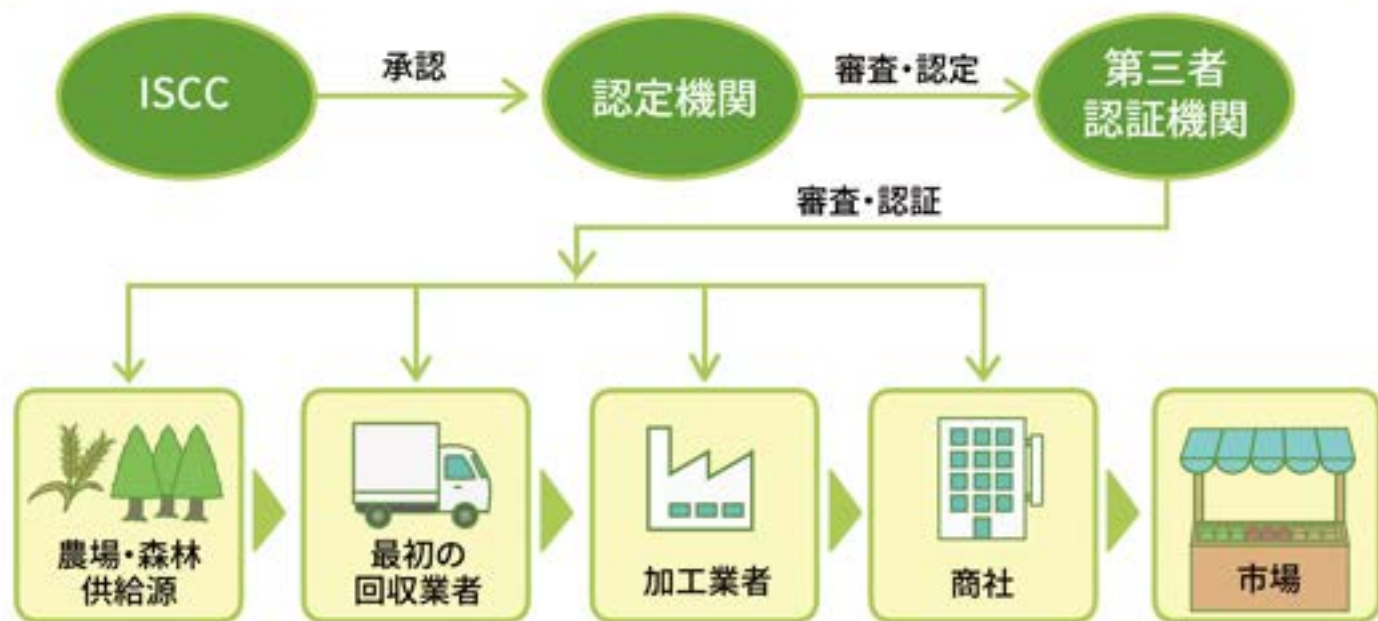 ISCC
承認
認定機関
審査・認定
第三者
認証機関
審査・認証
農場・森林
供給源
最初の
回収業者
加工業者
商社
市場